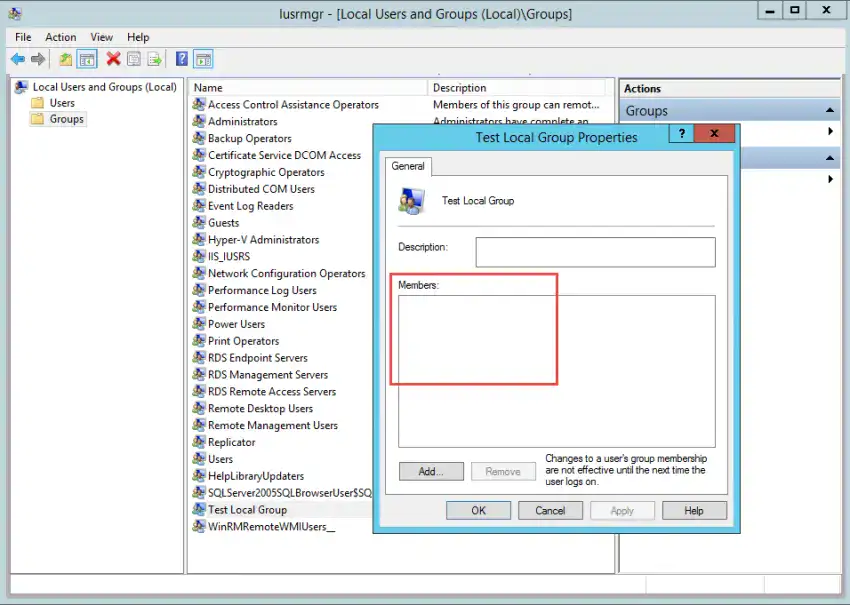 lusrmgr - [Local Users and Groups (Local)\Groups]
File Action View Help
Local Users and Groups (Local)
Users
Groups
Name Description
Access Control Assistance Operators Members of this group can remot...
Administrators Administrators have complete an
Backup Operators
Certificate Service DCOM Access
Cryptographic Operators
Distributed COM Users
Event Log Readers
Guests
Hyper-V Administrators
IIS_IUSRS
Network Configuration Operators
Performance Log Users
Performance Monitor Users
Power Users
Print Operators
RDS Endpoint Servers
RDS Management Servers
RDS Remote Access Servers
Remote Desktop Users
Remote Management Users
Replicator
Users
HelpLibraryUpdaters
SQLServer2005SQLBrowserUser$SQ
Test Local Group
WinRMRemoteWMIUsers__
Actions
Groups
Test Local Group Properties
? X
General
Test Local Group
Description:
Members:
Add...
Remove
Changes to a user's group membership
are not effective until the next time the
user logs on.
OK
Cancel
Apply
Help